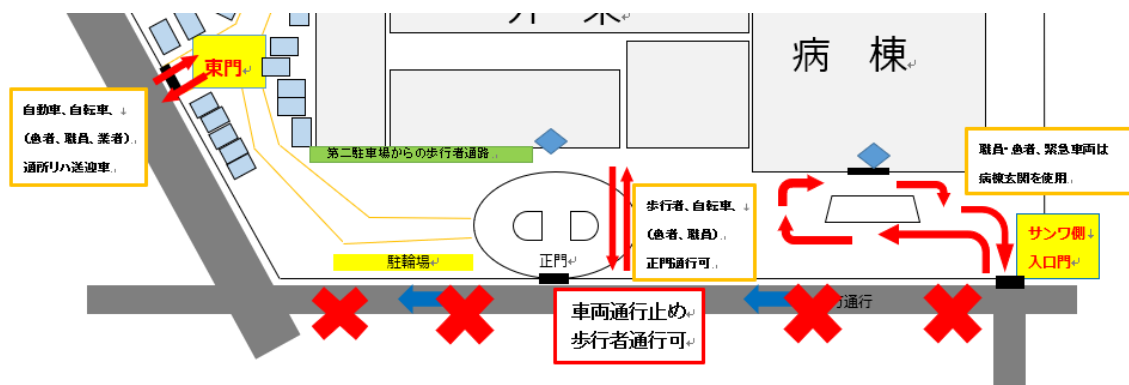 病 棟
東門
自動車、自転車、
(患者、職員、業者)
通所リハ送迎車
第二駐車場からの歩行者通路
職員・患者、緊急車両は
病棟玄関を使用
歩行者、自転車、
(患者、職員)
正門通行可
サンワ側
入口門
正門
駐輪場
車両通行止め
歩行者通行可
方通行